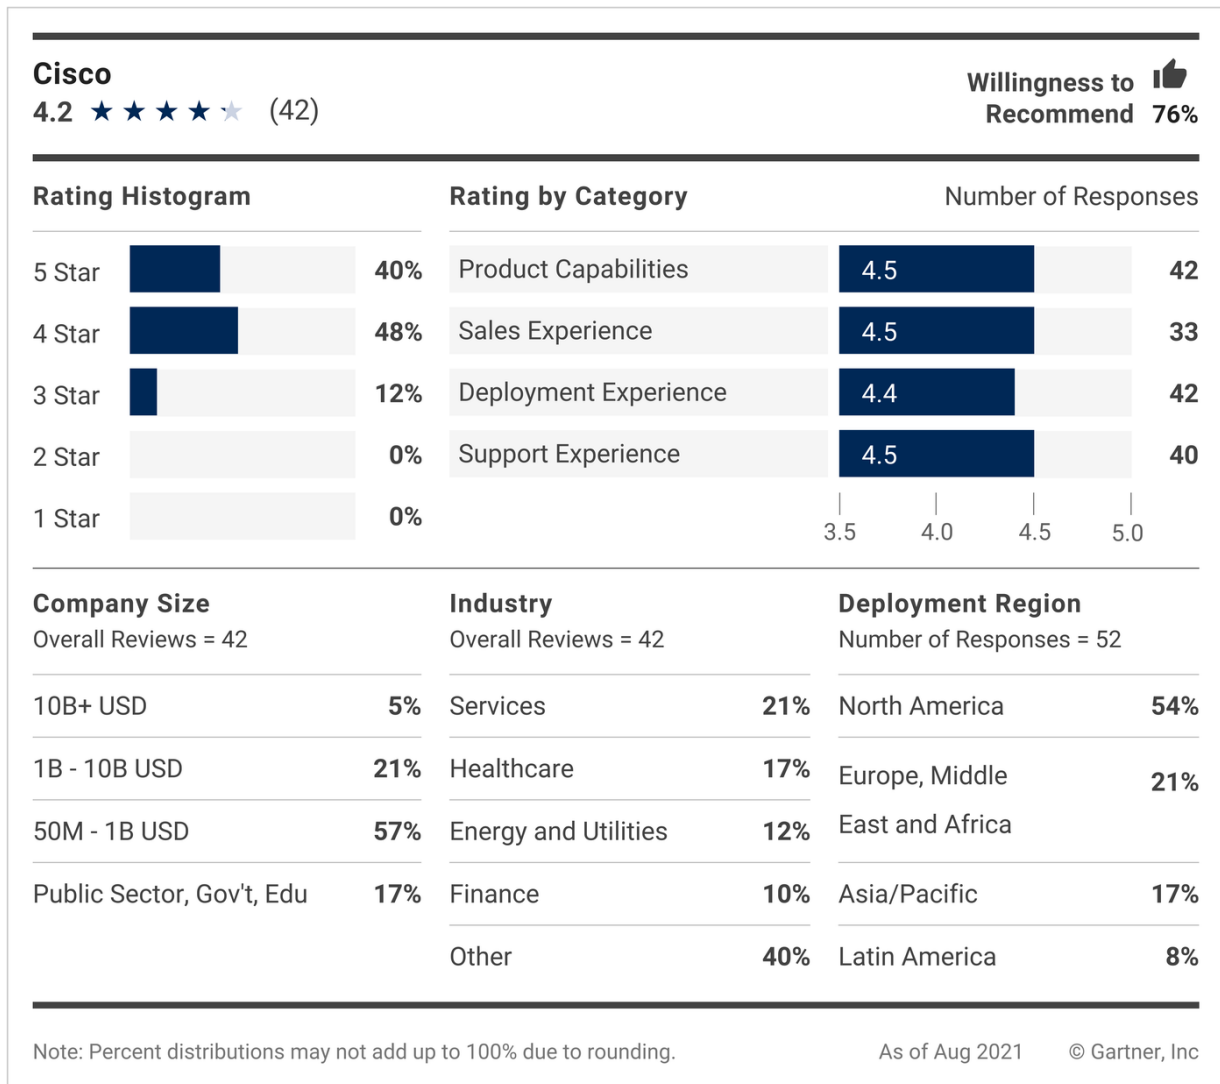 Cisco
4.2 ★ ★ ★ ★ ★ (42)
Willingness to
Recommend 76%
Rating Histogram
5 Star 40%
4 Star 48%
3 Star 12%
2 Star 0%
1 Star 0%
Rating by Category Number of Responses
Product Capabilities 4.5 42
Sales Experience 4.5 33
Deployment Experience 4.4 42
Support Experience 4.5 40
3.5 4.0 4.5 5.0
Company Size
Overall Reviews = 42
10B+ USD 5%
1B - 10B USD 21%
50M - 1B USD 57%
Public Sector, Gov't, Edu 17%
Industry
Overall Reviews = 42
Services 21%
Healthcare 17%
Energy and Utilities 12%
Finance 10%
Other 40%
Deployment Region
Number of Responses = 52
North America 54%
Europe, Middle 21%
East and Africa
Asia/Pacific 17%
Latin America 8%
Note: Percent distributions may not add up to 100% due to rounding. As of Aug 2021 © Gartner, Inc